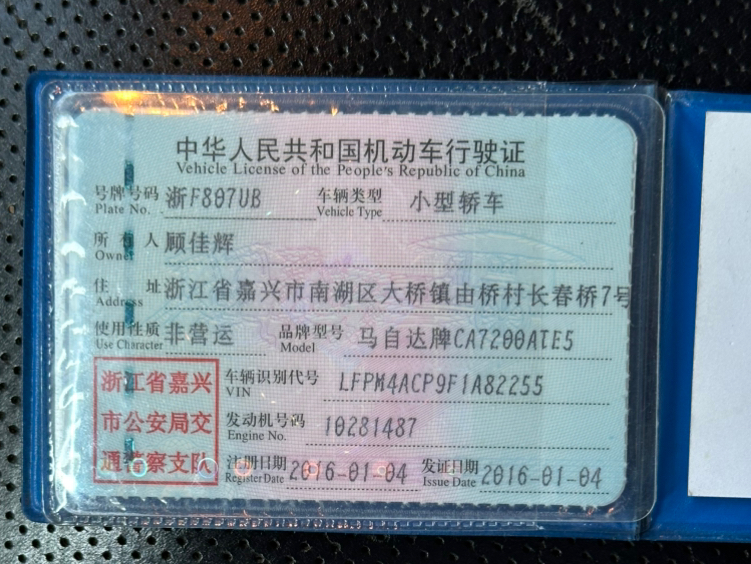 中华人民共和国机动车行驶证
Vehicle License of the People's Republic of China
号牌号码 浙F807UB 车辆类型 小型轿车
Plate No. Vehicle Type
所有人 顾佳辉
Owner
住址 浙江省嘉兴市南湖区大桥镇由桥村长春桥7号
Address
使用性质 非营运 品牌型号 马自达牌CA7200ATE5
Use Character Model
浙江省嘉兴
市公安局交
通警察支队
车辆识别代号 LFPM4ACP9F1A82255
VIN
发动机号码 10281487
Engine No.
注册日期 2016-01-04 发证日期 2016-01-04
Register Date Issue Date